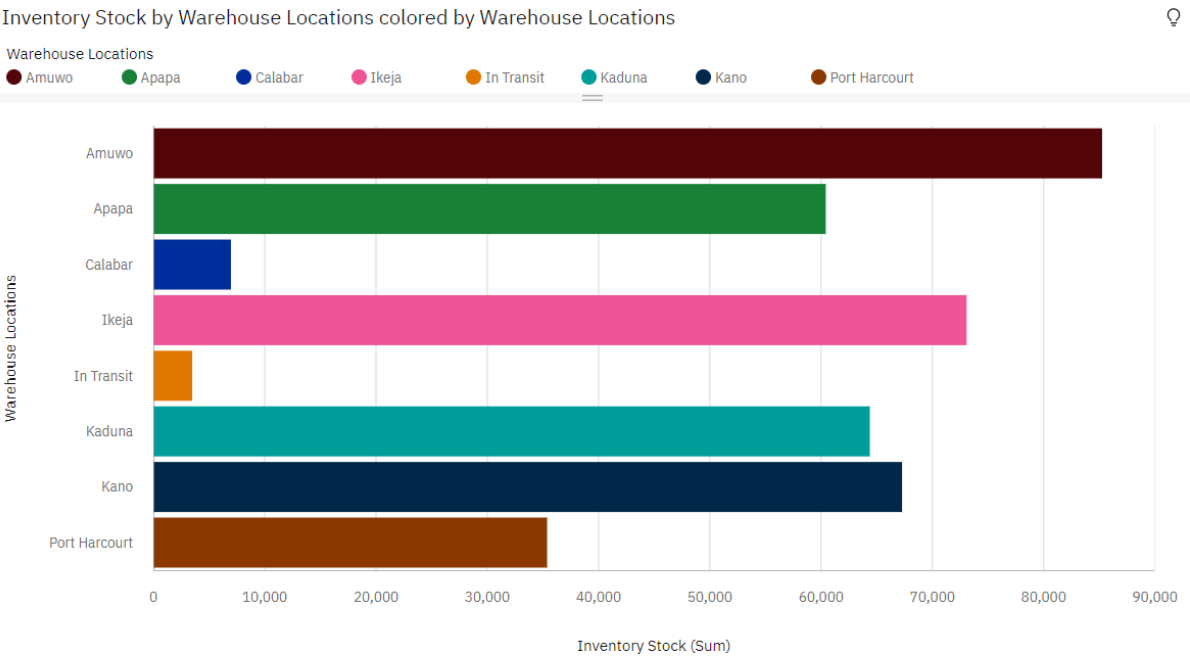 Inventory Stock by Warehouse Locations colored by Warehouse Locations
Warehouse Locations
Amuwo Apapa Calabar Ikeja In Transit Kaduna Kano Port Harcourt
Warehouse Locations
Amuwo
Apapa
Calabar
Ikeja
In Transit
Kaduna
Kano
Port Harcourt
0 10,000 20,000 30,000 40,000 50,000 60,000 70,000 80,000 90,000
Inventory Stock (Sum)